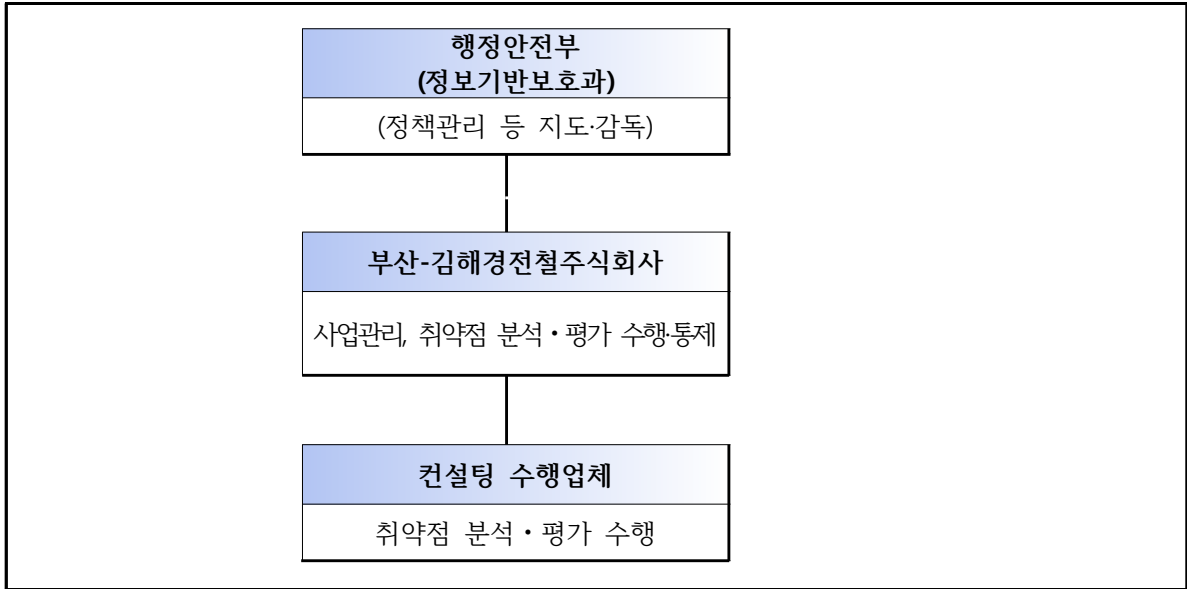 행정안전부
(정보기반보호과)
(정책관리 등 지도·감독)
부산-김해경전철주식회사
사업관리, 취약점 분석・평가 수행·통제
컨설팅 수행업체
취약점 분석・평가 수행